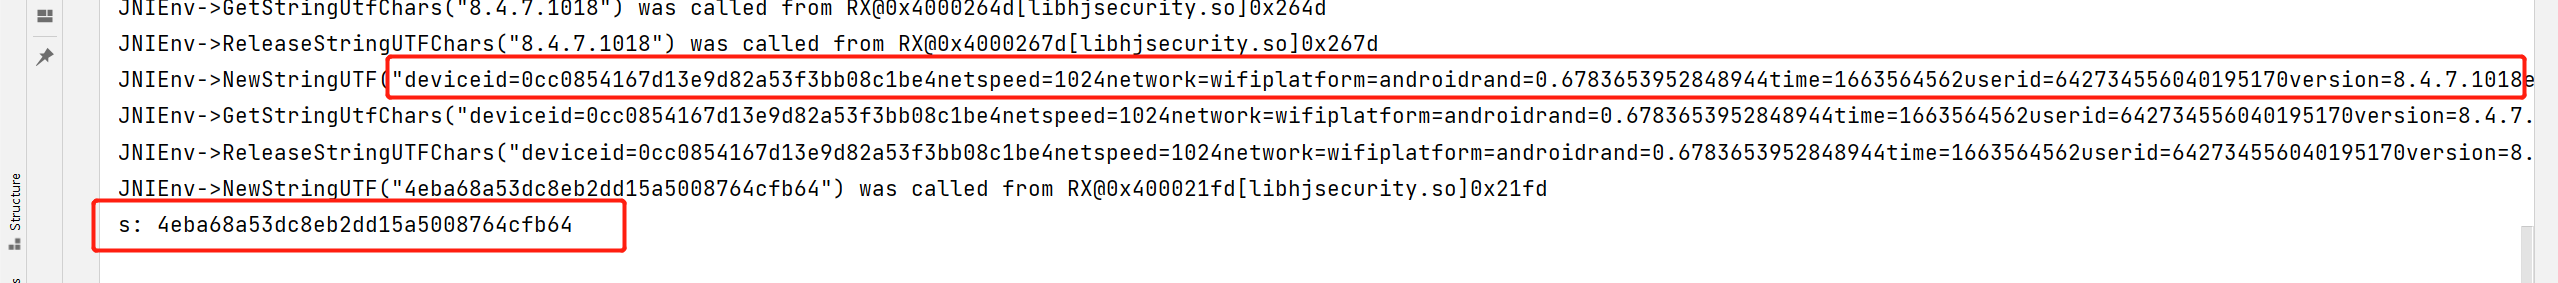 JNIEnv->GetStringUtfChars("8.4.7.1018") was called from RX@0x4000264d[libhjsecurity.so]0x264d
JNIEnv->ReleaseStringUTFChars("8.4.7.1018") was called from RX@0x4000267d[libhjsecurity.so]0x267d
JNIEnv->NewStringUTF("deviceid=0cc0854167d13e9d82a53f3bb08c1be4netspeed=1024network=wifiplatform=androidrand=0.6783653952848944time=1663564562userid=642734556040195170version=8.4.7.1018e
JNIEnv->GetStringUtfChars("deviceid=0cc0854167d13e9d82a53f3bb08c1be4netspeed=1024network=wifiplatform=androidrand=0.6783653952848944time=1663564562userid=642734556040195170version=8.4.7.
JNIEnv->ReleaseStringUTFChars("deviceid=0cc0854167d13e9d82a53f3bb08c1be4netspeed=1024network=wifiplatform=androidrand=0.6783653952848944time=1663564562userid=642734556040195170version=8.
JNIEnv->NewStringUTF("4eba68a53dc8eb2dd15a5008764cfb64") was called from RX@0x400021fd[libhjsecurity.so]0x21fd
s: 4eba68a53dc8eb2dd15a5008764cfb64
Structure